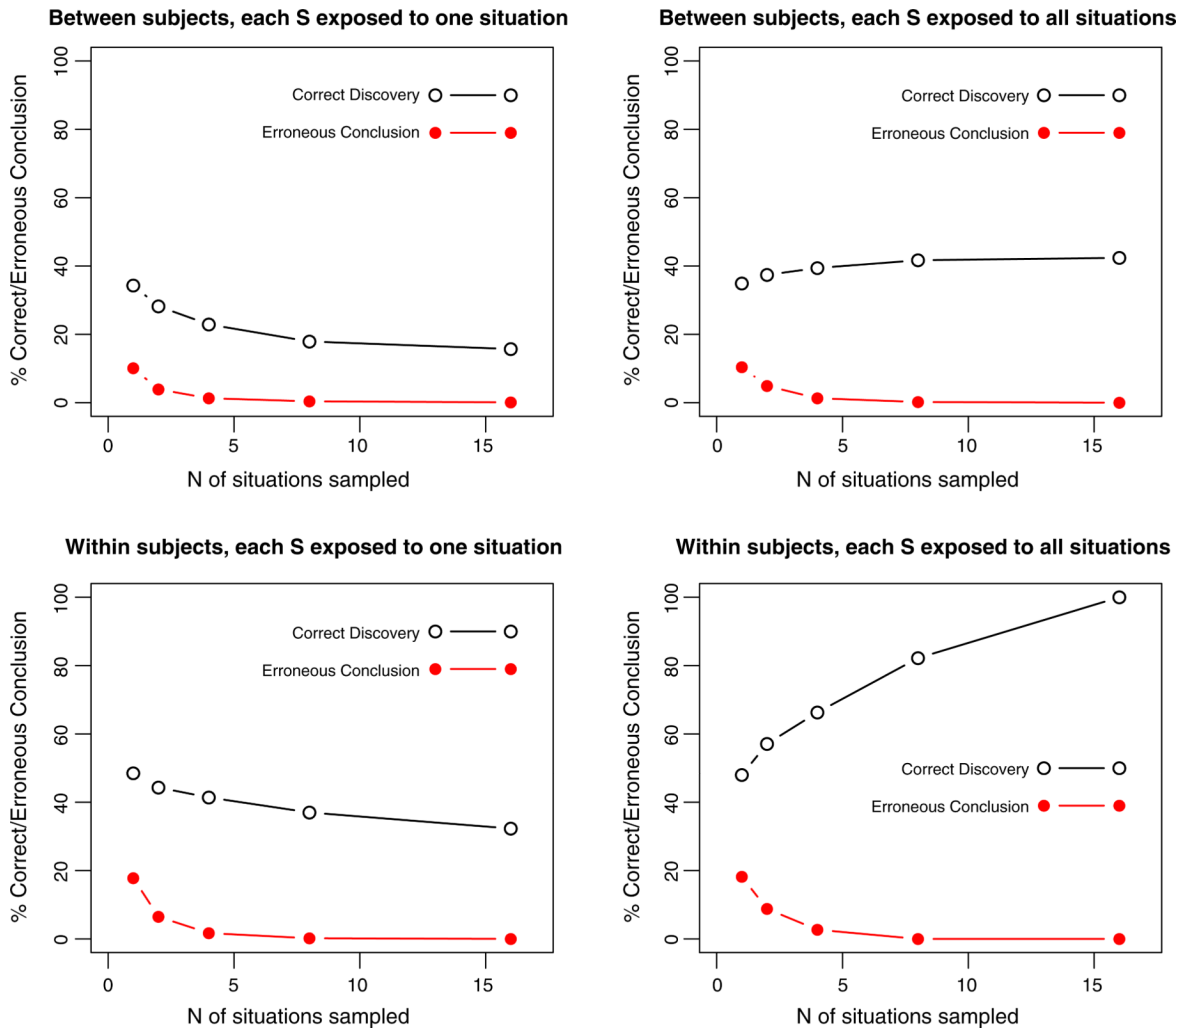 Between subjects, each S exposed to one situation
% Correct/Erroneous Conclusion
100
80
60
40
20
0
Correct Discovery
Erroneous Conclusion
0 5 10 15
N of situations sampled
Between subjects, each S exposed to all situations
% Correct/Erroneous Conclusion
100
80
60
40
20
0
Correct Discovery
Erroneous Conclusion
0 5 10 15
N of situations sampled
Within subjects, each S exposed to one situation
% Correct/Erroneous Conclusion
100
80
60
40
20
0
Correct Discovery
Erroneous Conclusion
0 5 10 15
N of situations sampled
Within subjects, each S exposed to all situations
% Correct/Erroneous Conclusion
100
80
60
40
20
0
Correct Discovery
Erroneous Conclusion
0 5 10 15
N of situations sampled